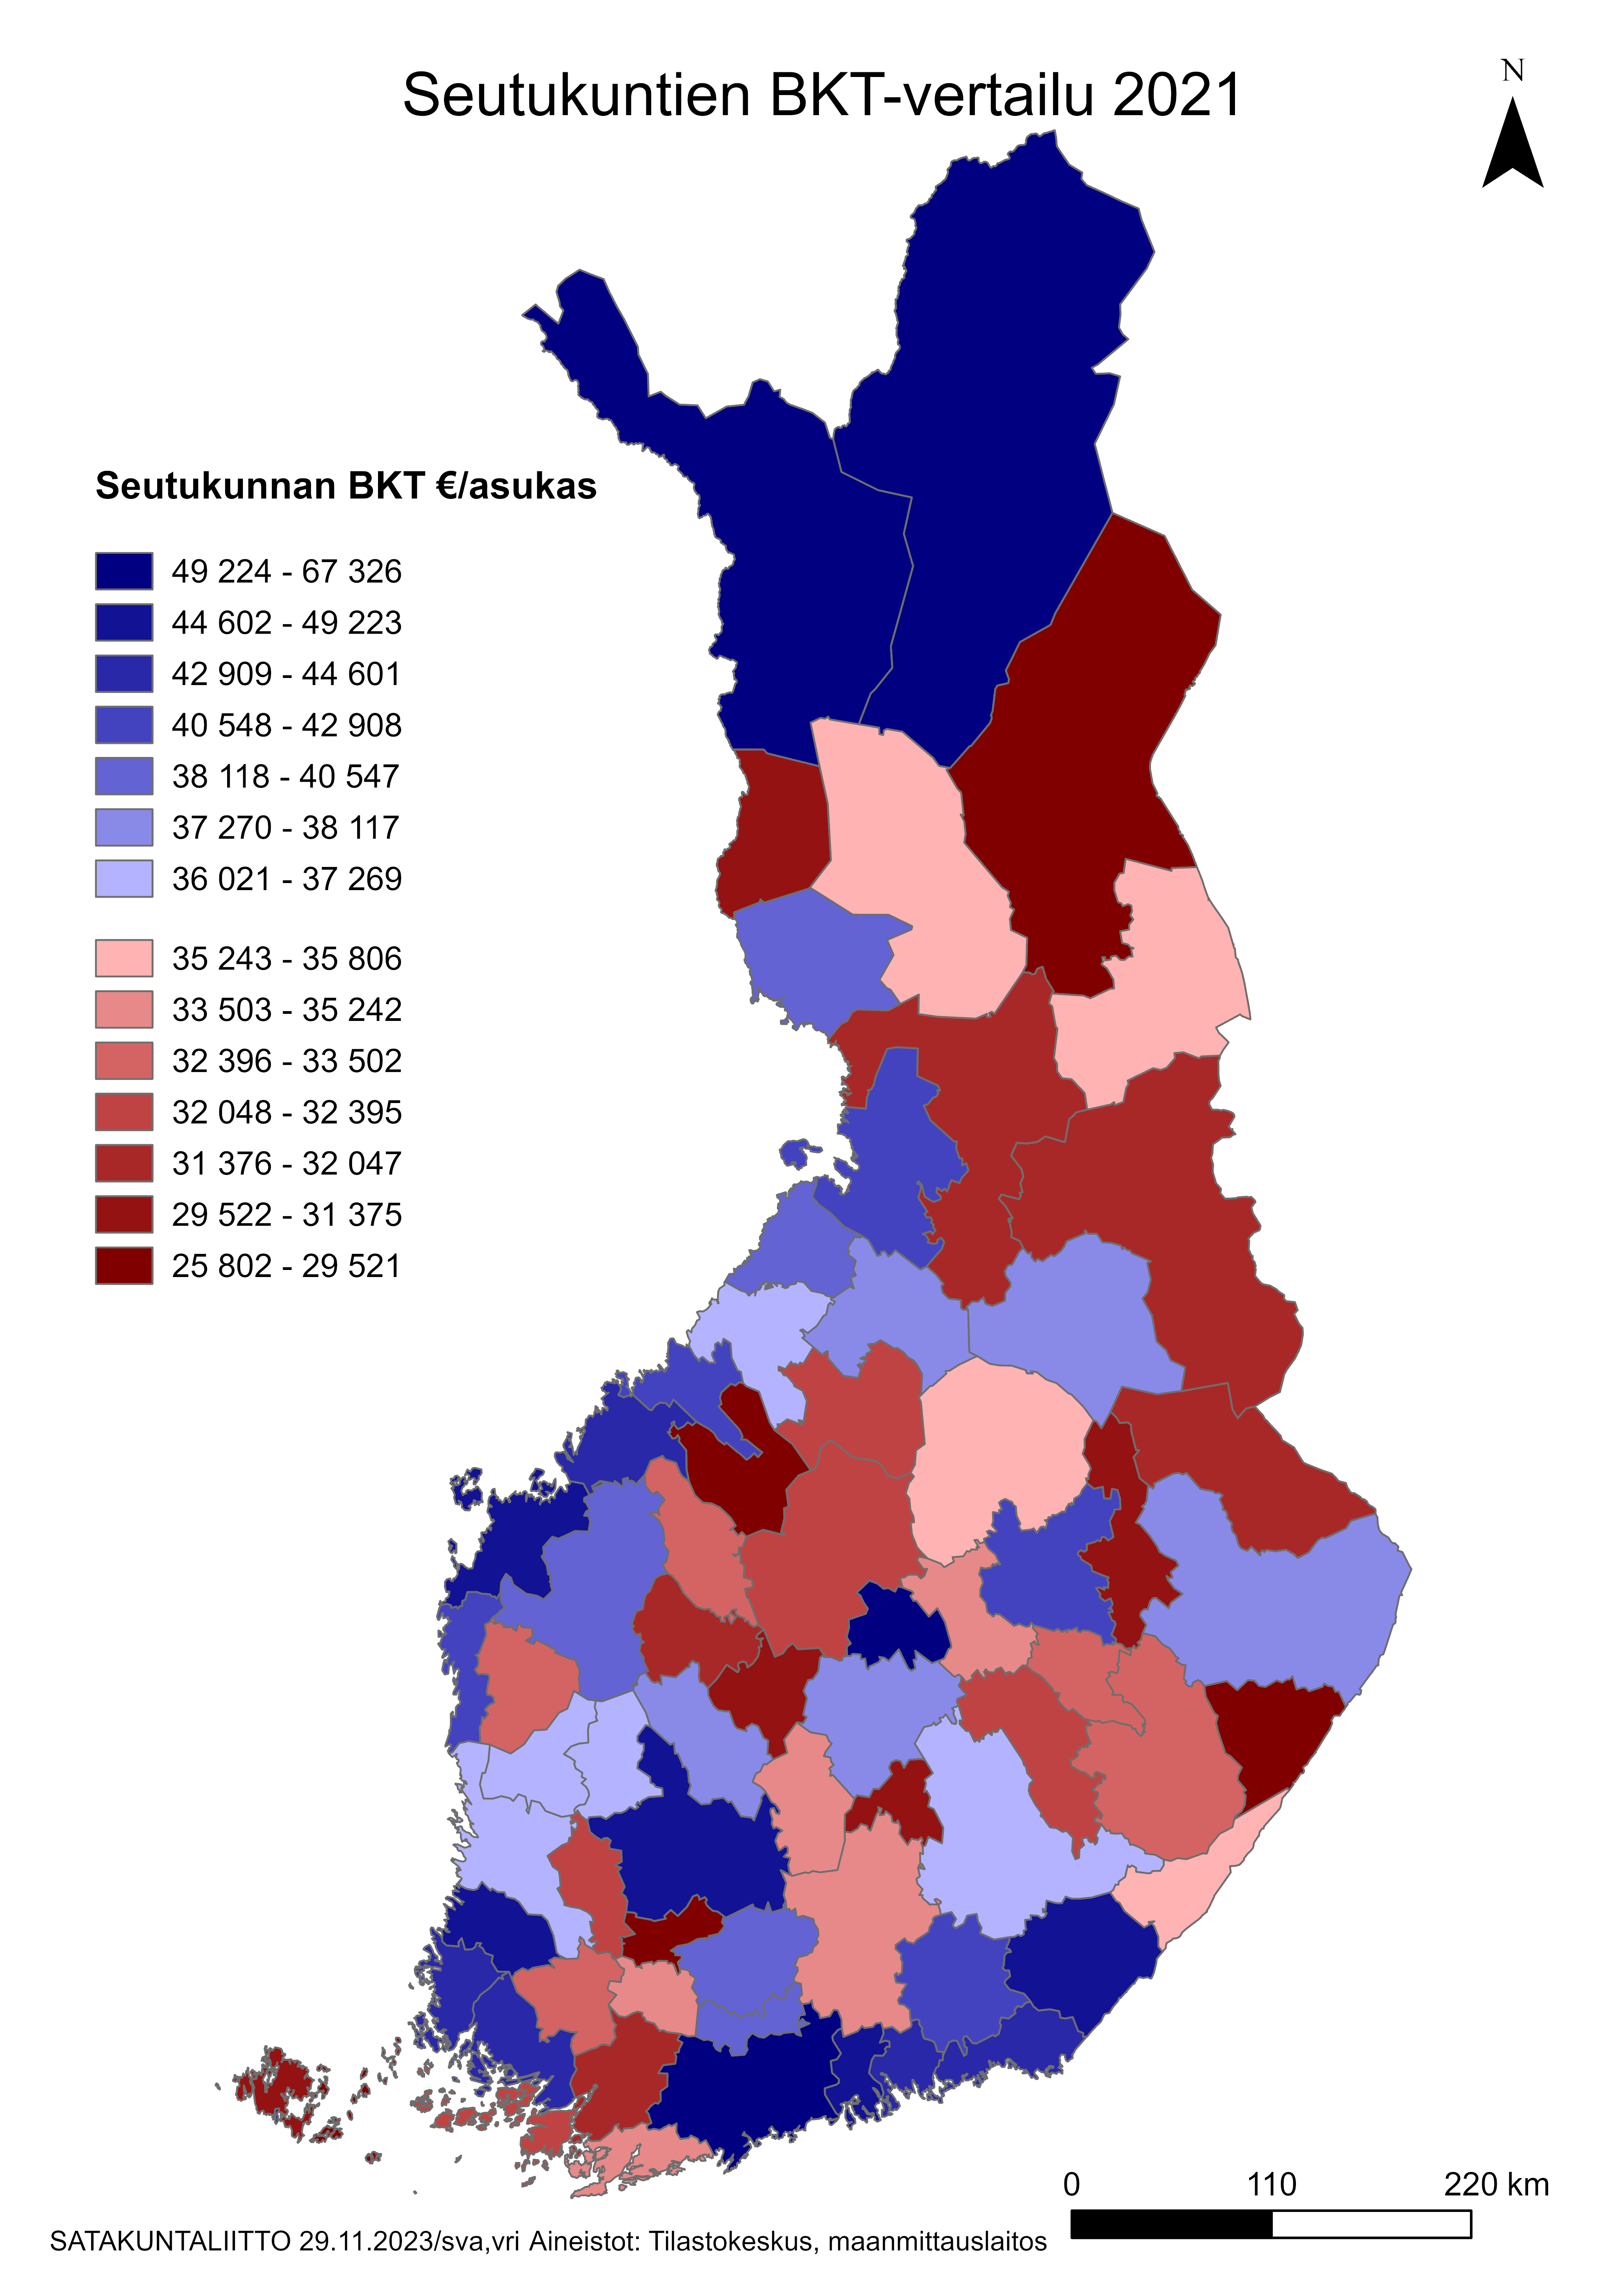 Seutukuntien BKT-vertailu 2021
N
Seutukunnan BKT €/asukas
49 224 - 67 326
44 602 - 49 223
42 909 - 44 601
40 548 - 42 908
38 118 - 40 547
37 270 - 38 117
36 021 - 37 269
35 243 - 35 806
33 503 - 35 242
32 396 - 33 502
32 048 - 32 395
31 376 - 32 047
29 522 - 31 375
25 802 - 29 521
0 110 220 km
SATAKUNTALIITTO 29.11.2023/sva,vri Aineistot: Tilastokeskus, maanmittauslaitos